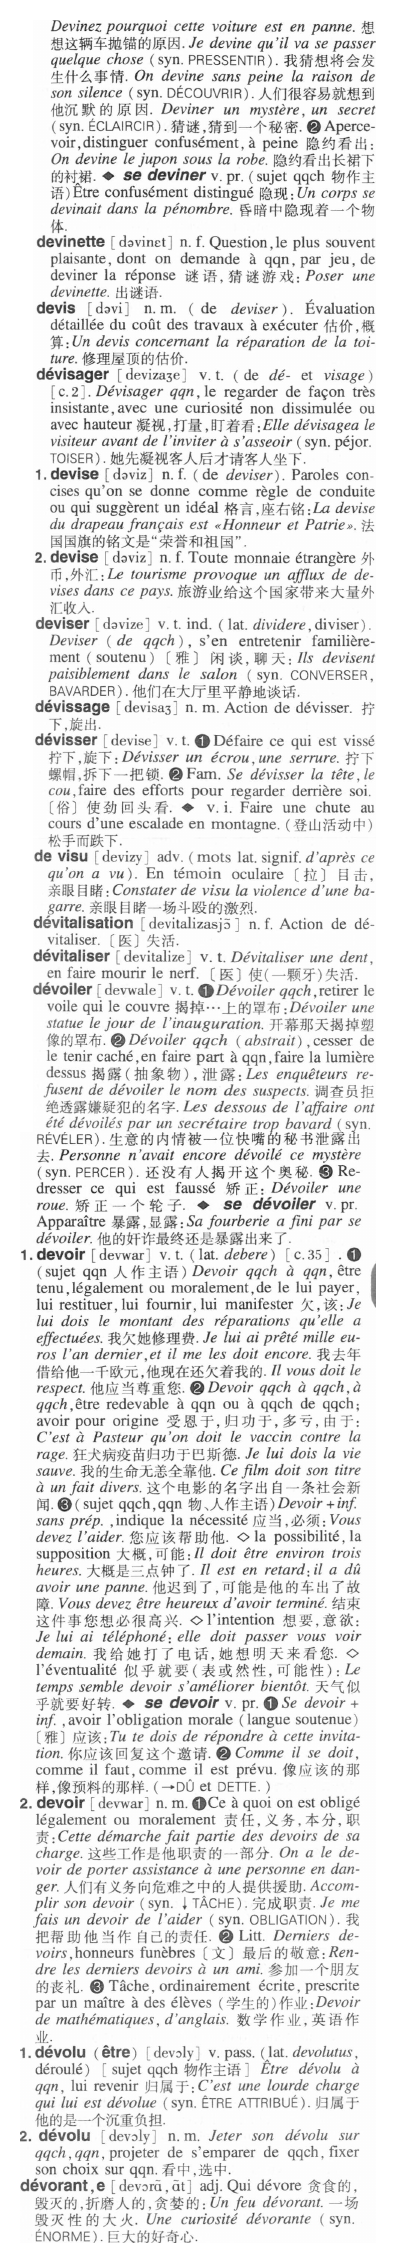 Devinez pourquoi cette voiture est en panne. 想
想这辆车抛锚的原因. Je devine qu'il va se passer
quelque chose (syn. PRESSENTIR). 我猜想将会发
生什么事情. On devine sans peine la raison de
son silence (syn. DÉCOUVRIR). 人们很容易就想到
他沉默的原因. Deviner un mystère, un secret
(syn. ÉCLAIRCIR). 猜谜,猜到一个秘密. ❷ Aperce-
voir,distinguer confusément,à peine 隐约看出:
On devine le jupon sous la robe. 隐约看出长裙下
的衬裙. ◆ se deviner v. pr. (sujet qqch 物作主
语)Être confusément distingué 隐现:Un corps se
devinait dans la pénombre. 昏暗中隐现着一个物
体.
devinette [dəvinɛt] n. f. Question,le plus souvent
plaisante, dont on demande à qqn, par jeu, de
deviner la réponse 谜语,猜谜游戏: Poser une
devinette. 出谜语.
devis [dəvi] n. m. ( de deviser ). Évaluation
détaillée du coût des travaux à exécuter 估价,概
算:Un devis concernant la réparation de la toi-
ture. 修理屋顶的估价.
dévisager [devizaʒe] v. t. ( de dé- et visage)
[c. 2]. Dévisager qqn, le regarder de façon très
insistante,avec une curiosité non dissimulée ou
avec hauteur 凝视,打量,盯着看:Elle dévisagea le
visiteur avant de l'inviter à s'asseoir (syn. péjor.
TOISER). 她先凝视客人后才请客人坐下.
1. devise [dəviz] n. f. ( de deviser). Paroles con-
cises qu'on se donne comme règle de conduite
ou qui suggèrent un idéal 格言,座右铭:La devise
du drapeau français est «Honneur et Patrie». 法
国国旗的铭文是“荣誉和祖国”.
2. devise [dəviz] n. f. Toute monnaie étrangère 外
币,外汇: Le tourisme provoque un afflux de de-
vises dans ce pays. 旅游业给这个国家带来大量外
汇收入.
deviser [dəvize] v. t. ind. (lat. dividere,diviser).
Deviser ( de qqch ), s'en entretenir familière-
ment (soutenu) [雅] 闲谈,聊天: Ils devisent
paisiblement dans le salon ( syn. CONVERSER,
BAVARDER). 他们在大厅里平静地谈话.
dévissage [devisaʒ] n. m. Action de dévisser. 拧
下,旋出.
dévisser [devise] v. t. ❶ Défaire ce qui est vissé
拧下,旋下: Dévisser un écrou, une serrure. 拧下
螺帽,拆下一把锁. ❷ Fam. Se dévisser la tête,le
cou,faire des efforts pour regarder derrière soi.
[俗] 使劲回头看. ◆ v. i. Faire une chute au
cours d'une escalade en montagne. (登山活动中)
松手而跌下.
de visu [devizy] adv. (mots lat. signif. d'après ce
qu'on a vu). En témoin oculaire [拉] 目击,
亲眼目睹:Constater de visu la violence d'une ba-
garre. 亲眼目睹一场斗殴的激烈.
dévitalisation [devitalizasjɔ̃] n. f. Action de dé-
vitaliser. [医] 失活.
dévitaliser [devitalize] v. t. Dévitaliser une dent,
en faire mourir le nerf. [医] 使(一颗牙)失活.
dévoiler [devwale] v. t. ❶ Dévoiler qqch,retirer le
voile qui le couvre 揭掉…上的罩布:Dévoiler une
statue le jour de l'inauguration. 开幕那天揭掉塑
像的罩布. ❷ Dévoiler qqch (abstrait), cesser de
le tenir caché,en faire part à qqn,faire la lumière
dessus 揭露(抽象物),泄露: Les enquêteurs re-
fusent de dévoiler le nom des suspects. 调查员拒
绝透露嫌疑犯的名字. Les dessous de l'affaire ont
été dévoilés par un secrétaire trop bavard (syn.
RÉVÉLER). 生意的内情被一位快嘴的秘书泄露出
去. Personne n'avait encore dévoilé ce mystère
(syn. PERCER). 还没有人揭开这个奥秘. ❸ Re-
dresser ce qui est faussé 矫正: Dévoiler une
roue. 矫正一个轮子. ◆ se dévoiler v. pr.
Apparaître 暴露,显露:Sa fourberie a fini par se
dévoiler. 他的奸诈最终还是暴露出来了.
1. devoir [devwar] v. t. (lat. debere) [c. 35] . ❶
(sujet qqn 人作主语) Devoir qqch à qqn, être
tenu,légalement ou moralement,de le lui payer,
lui restituer, lui fournir, lui manifester 欠,该: Je
lui dois le montant des réparations qu'elle a
effectuées. 我欠她修理费. Je lui ai prêté mille eu-
ros l'an dernier,et il me les doit encore. 我去年
借给他一千欧元,他现在还欠着我的. Il vous doit le
respect. 他应当尊重您. ❷ Devoir qqch à qqch, à
qqch,être redevable à qqn ou à qqch de qqch;
avoir pour origine 受恩于,归功于,多亏,由于:
C'est à Pasteur qu'on doit le vaccin contre la
rage. 狂犬病疫苗归功于巴斯德. Je lui dois la vie
sauve. 我的生命无恙全靠他. Ce film doit son titre
à un fait divers. 这个电影的名字出自一条社会新
闻. ❸(sujet qqch,qqn 物、人作主语) Devoir +inf.
sans prép. ,indique la nécessité 应当,必须: Vous
devez l'aider. 您应该帮助他. ◇la possibilité,la
supposition 大概,可能: Il doit être environ trois
heures. 大概是三点钟了. Il est en retard; il a dû
avoir une panne. 他迟到了,可能是他的车出了故
障. Vous devez être heureux d'avoir terminé. 结束
这件事您想必很高兴. ◇l'intention 想要,意欲:
Je lui ai téléphoné; elle doit passer vous voir
demain. 我给她打了电话,她想明天来看您. ◇
l'éventualité 似乎就要(表或然性,可能性): Le
temps semble devoir s'améliorer bientôt. 天气似
乎就要好转. ◆ se devoir v. pr. ❶ Se devoir +
inf. ,avoir l'obligation morale (langue soutenue)
[雅] 应该:Tu te dois de répondre à cette invita-
tion. 你应该回复这个邀请. ❷ Comme il se doit,
comme il faut,comme il est prévu. 像应该的那
样,像预料的那样. (→DÛ et DETTE. )
2. devoir [devwar] n. m. ❶Ce à quoi on est obligé
légalement ou moralement 责任,义务,本分,职
责:Cette démarche fait partie des devoirs de sa
charge. 这些工作是他职责的一部分. On a le de-
voir de porter assistance à une personne en dan-
ger. 人们有义务向危难之中的人提供援助. Accom-
plir son devoir (syn. ↓TÂCHE). 完成职责. Je me
fais un devoir de l'aider (syn. OBLIGATION). 我
把帮助他当作自己的责任. ❷ Litt. Derniers de-
voirs,honneurs funèbres [文] 最后的敬意:Ren-
dre les derniers devoirs à un ami. 参加一个朋友
的丧礼. ❸ Tâche, ordinairement écrite, prescrite
par un maître à des élèves (学生的)作业:Devoir
de mathématiques, d'anglais. 数学作业,英语作
业.
1. dévolu (être) [devɔly] v. pass. (lat. devolutus,
déroulé) [sujet qqch 物作主语] Être dévolu à
qqn, lui revenir 归属于:C'est une lourde charge
qui lui est dévolue (syn. ÊTRE ATTRIBUÉ). 归属于
他的是一个沉重负担.
2. dévolu [devɔly] n. m. Jeter son dévolu sur
qqch,qqn, projeter de s'emparer de qqch, fixer
son choix sur qqn. 看中,选中.
dévorant,e [devɔrɑ̃,ɑ̃t] adj. Qui dévore 贪食的,
毁灭的,折磨人的,贪婪的: Un feu dévorant. 一场
毁灭性的大火. Une curiosité dévorante (syn.
ÉNORME). 巨大的好奇心.